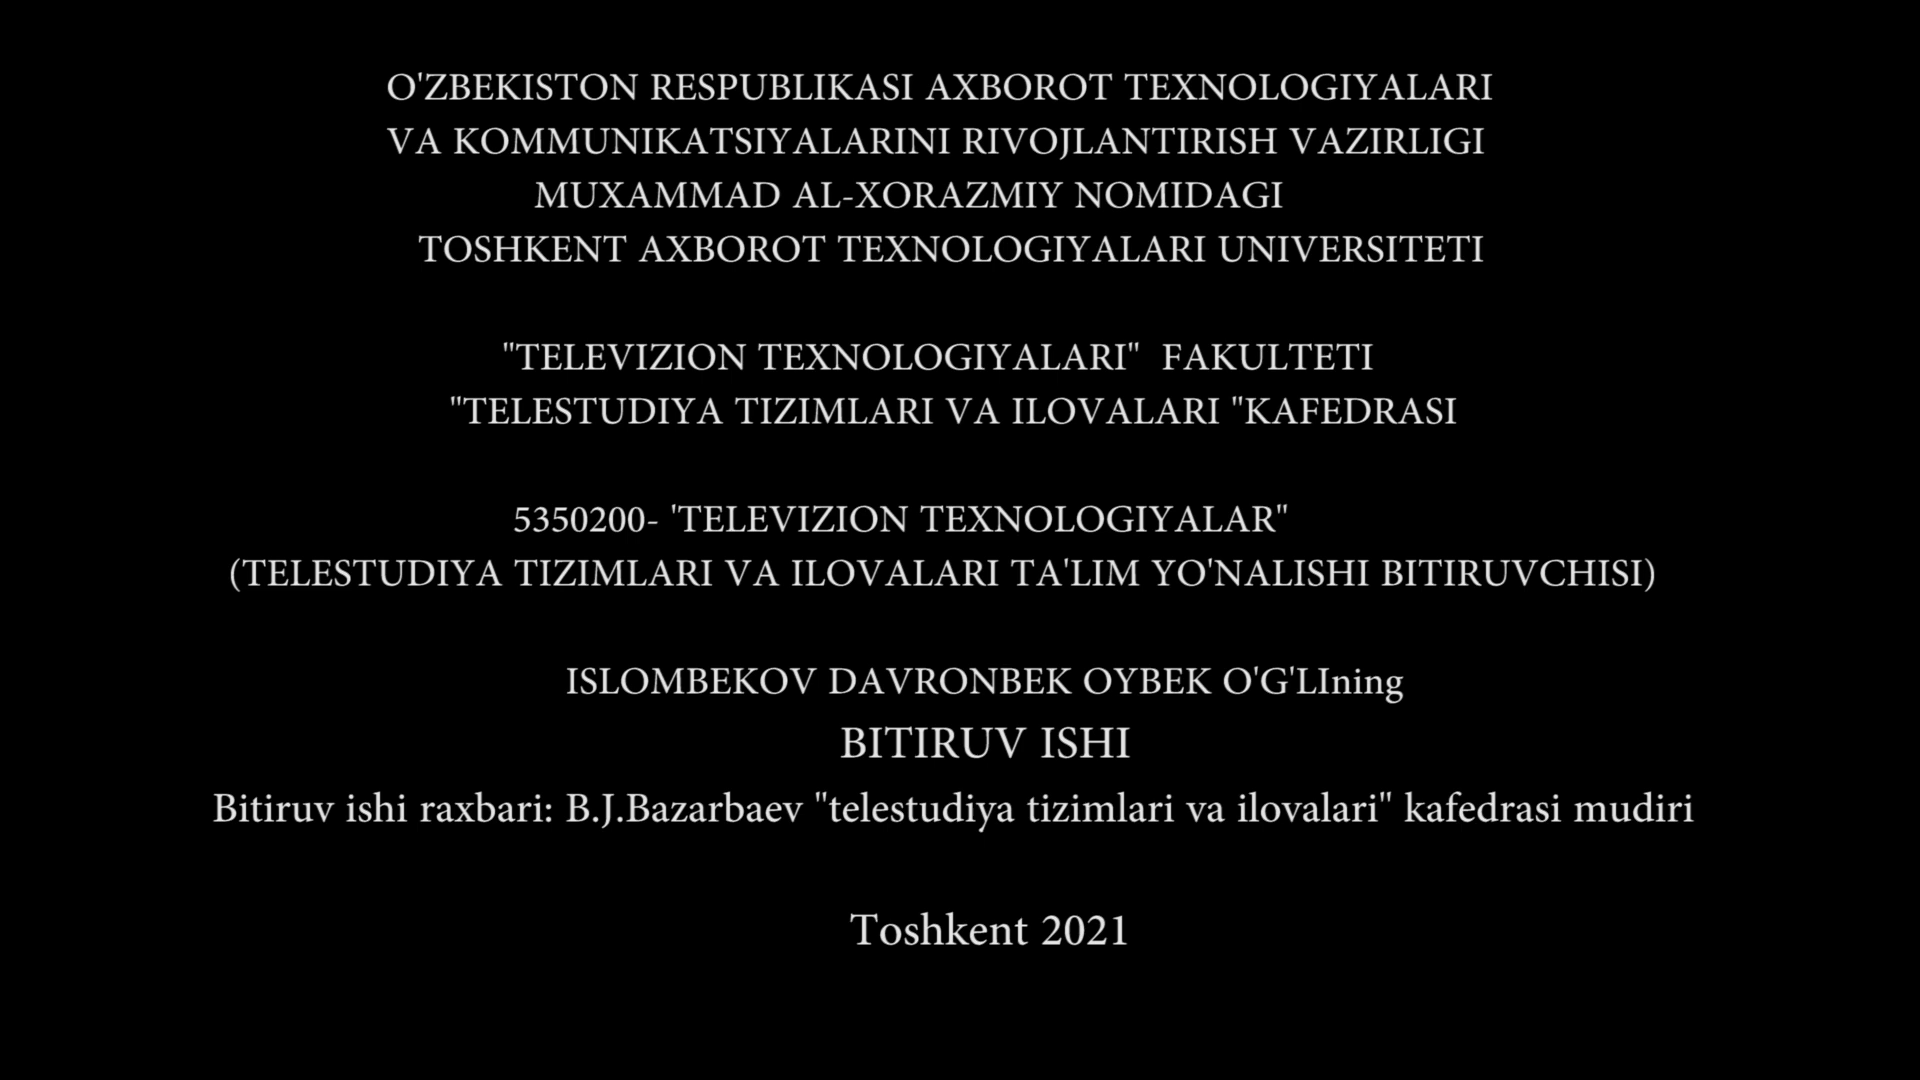 O'ZBEKISTON RESPUBLIKASI AXBOROT TEXNOLOGIYALARI
VA KOMMUNIKATSIYALARINI RIVOJLANTIRISH VAZIRLIGI
MUXAMMAD AL-XORAZMIY NOMIDAGI
TOSHKENT AXBOROT TEXNOLOGIYALARI UNIVERSITETI
"TELEVIZION TEXNOLOGIYALARI" FAKULTETI
"TELESTUDIYA TIZIMLARI VA ILOVALARI "KAFEDRASI
5350200- 'TELEVIZION TEXNOLOGIYALAR"
(TELESTUDIYA TIZIMLARI VA ILOVALARI TA'LIM YO'NALISHI BITIRUVCHISI)
ISLOMBEKOV DAVRONBEK OYBEK O'G'LIning
BITIRUV ISHI
Bitiruv ishi raxbari: B.J.Bazarbaev "telestudiya tizimlari va ilovalari" kafedrasi mudiri
Toshkent 2021